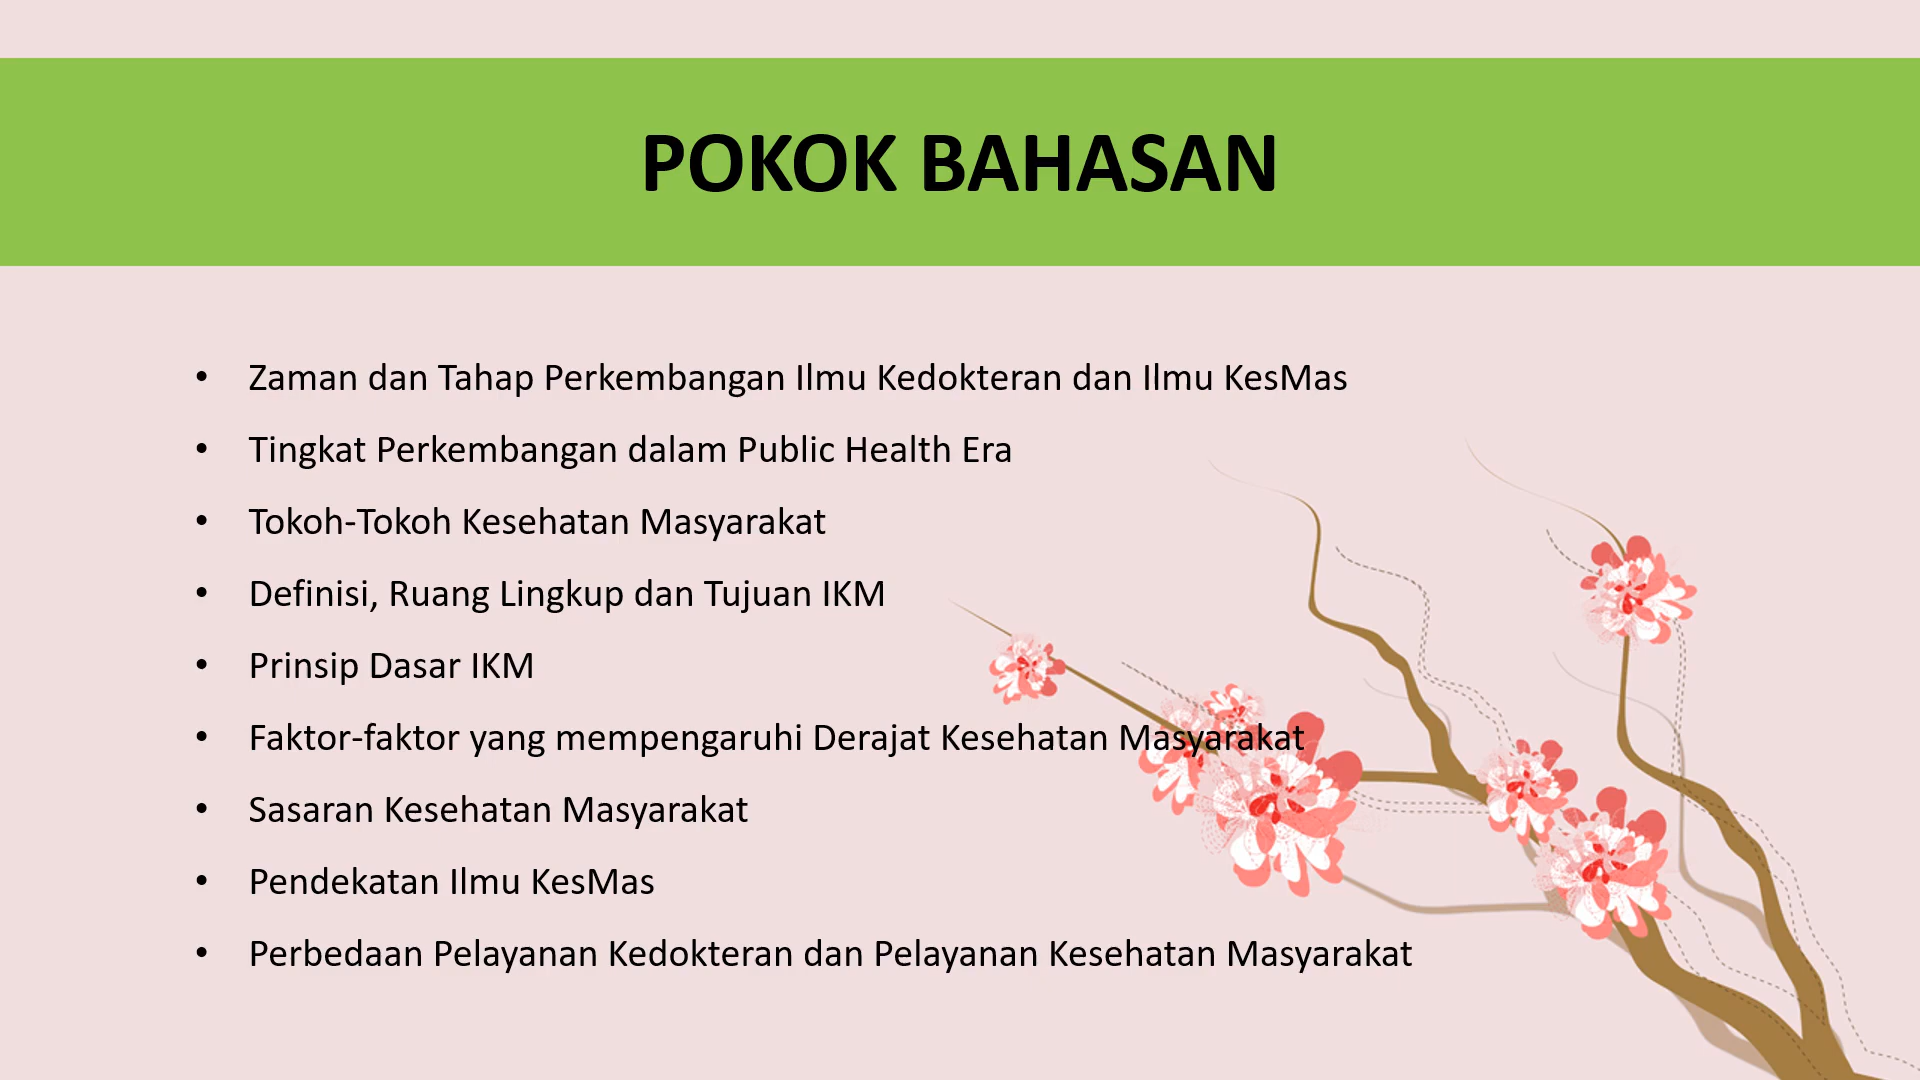 POKOK BAHASAN
• Zaman dan Tahap Perkembangan Ilmu Kedokteran dan Ilmu KesMas
• Tingkat Perkembangan dalam Public Health Era
• Tokoh-Tokoh Kesehatan Masyarakat
• Definisi, Ruang Lingkup dan Tujuan IKM
• Prinsip Dasar IKM
• Faktor-faktor yang mempengaruhi Derajat Kesehatan Masyarakat
• Sasaran Kesehatan Masyarakat
• Pendekatan Ilmu KesMas
• Perbedaan Pelayanan Kedokteran dan Pelayanan Kesehatan Masyarakat